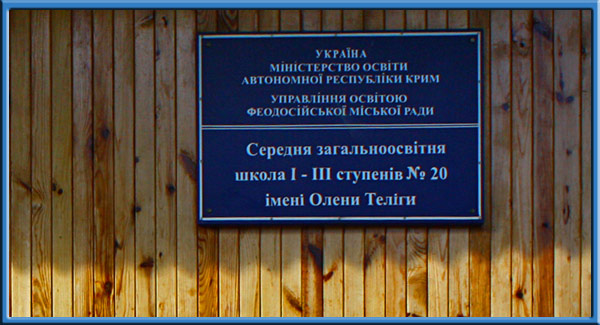 УКРАЇНА
МІНІСТЕРСТВО ОСВІТИ
АВТОНОМНОЇ РЕСПУБЛІКИ КРИМ
УПРАВЛІННЯ ОСВІТОЮ
ФЕОДОСІЙСЬКОЇ МІСЬКОЇ РАДИ
Середня загальноосвітня
школа I - III ступенів № 20
імені Олени Теліги